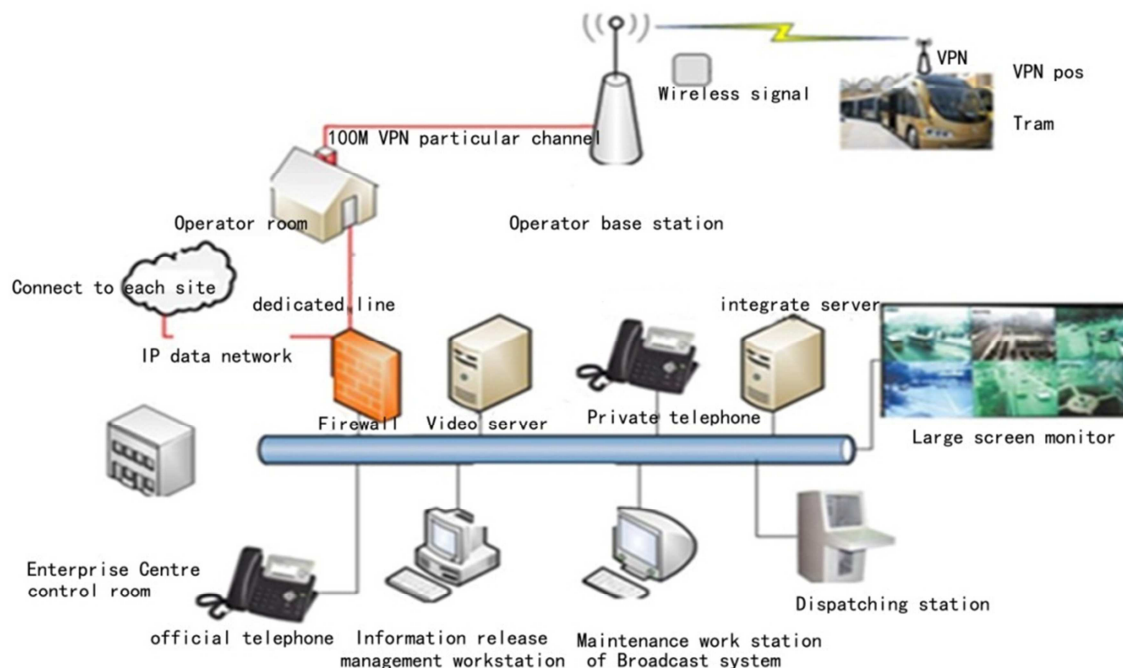 VPN
VPN pos
Wireless signal
Tram
100M VPN particular channel
Operator room
Operator base station
Connect to each site
dedicated line
integrate server
IP data network
Firewall
Video server
Private telephone
Large screen monitor
Enterprise Centre
control room
Dispatching station
official telephone
Information release
management workstation
Maintenance work station
of Broadcast system